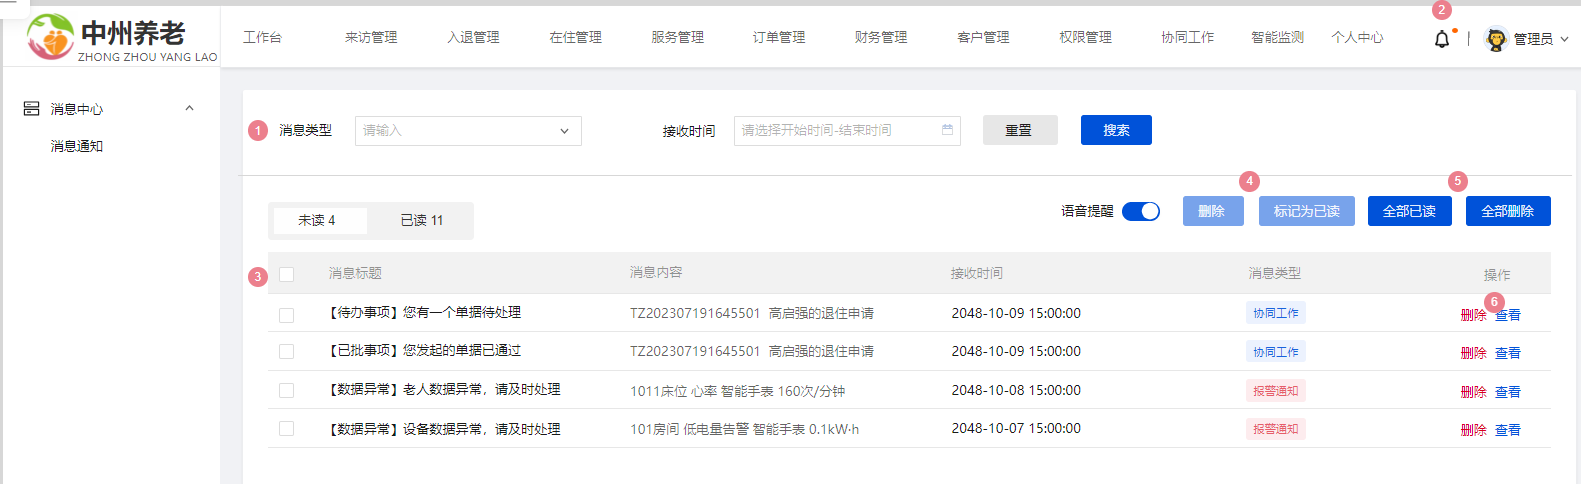 2
中州养老
ZHONG ZHOU YANG LAO
工作台 来访管理 入退管理 在住管理 服务管理 订单管理 财务管理 客户管理 权限管理 协同工作 智能监测 个人中心 管理员
消息中心
消息通知
1 消息类型 请输入 接收时间 请选择开始时间-结束时间 重置 搜索
4 5
未读 4 已读 11 语音提醒 删除 标记为已读 全部已读 全部删除
3 消息标题 消息内容 接收时间 消息类型 操作
6
【待办事项】您有一个单据待处理 TZ202307191645501 高启强的退住申请 2048-10-09 15:00:00 协同工作 删除 查看
【已批事项】您发起的单据已通过 TZ202307191645501 高启强的退住申请 2048-10-09 15:00:00 协同工作 删除 查看
【数据异常】老人数据异常，请及时处理 1011床位 心率 智能手表 160次/分钟 2048-10-08 15:00:00 报警通知 删除 查看
【数据异常】设备数据异常，请及时处理 101房间 低电量告警 智能手表 0.1kW·h 2048-10-07 15:00:00 报警通知 删除 查看